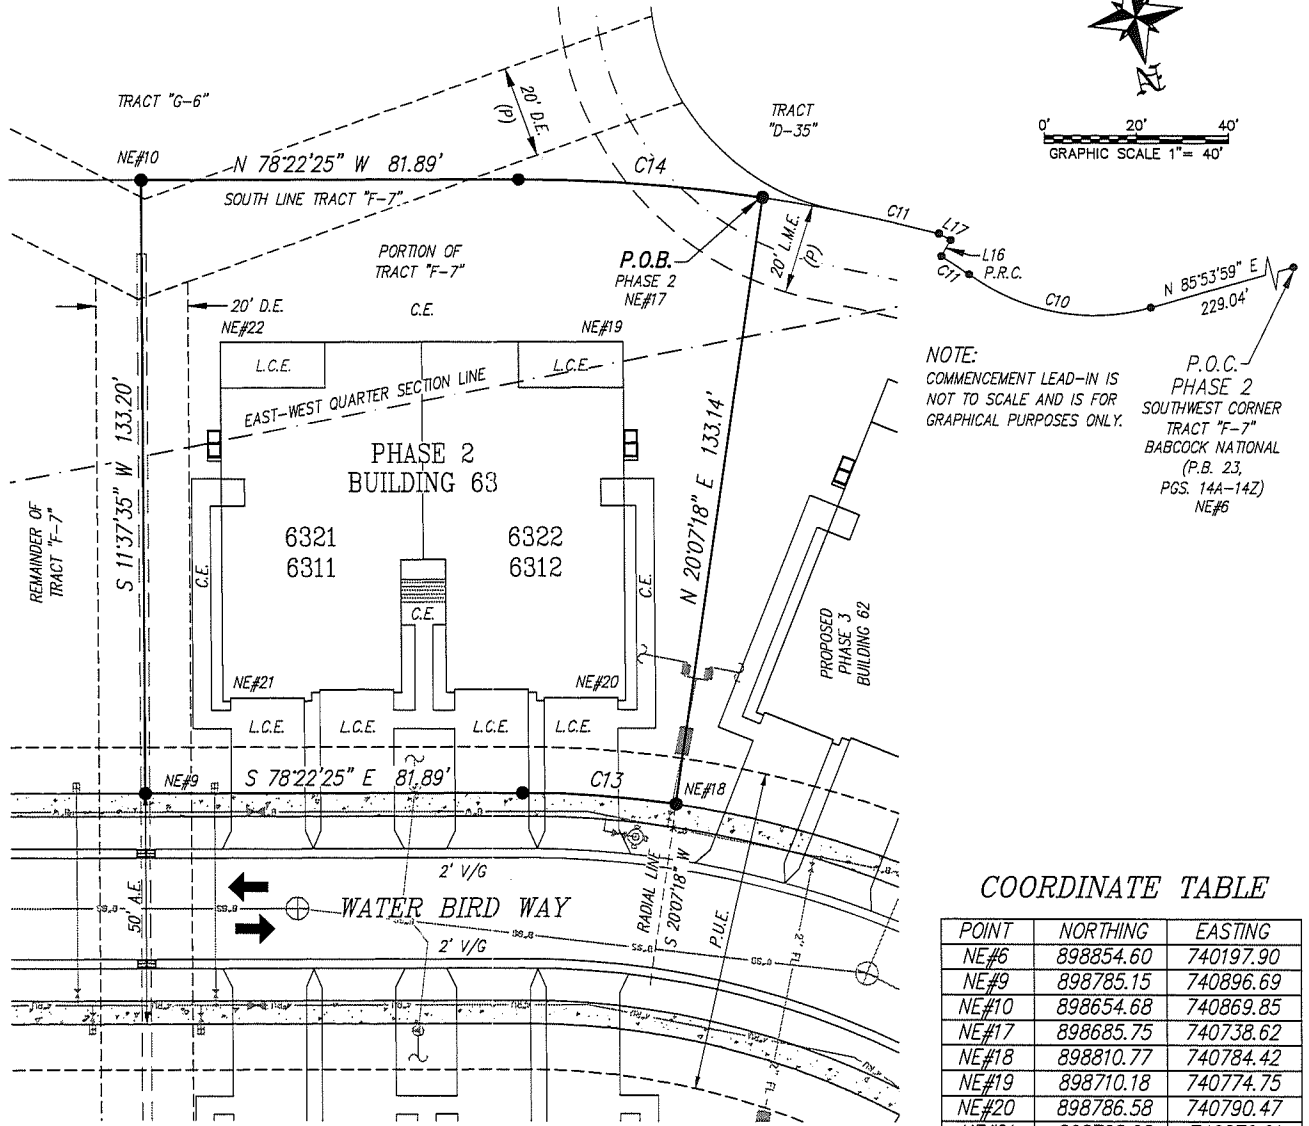 TRACT "G-6"
20' D.E.
(P)
TRACT
"D-35"
0' 20' 40'
GRAPHIC SCALE 1"= 40'
NE#10
N 78°22'25" W 81.89'
C14
SOUTH LINE TRACT "F-7"
PORTION OF
TRACT "F-7"
C.E.
P.O.B.
PHASE 2
NE#17
20' L.M.E.
(P)
C11
L17
L16
C11
P.R.C.
C10
N 85°53'59" E
229.04'
20' D.E.
NE#22
NE#19
L.C.E.
L.C.E.
EAST-WEST QUARTER SECTION LINE
NOTE:
COMMENCEMENT LEAD-IN IS
NOT TO SCALE AND IS FOR
GRAPHICAL PURPOSES ONLY.
P.O.C.
PHASE 2
SOUTHWEST CORNER
TRACT "F-7"
BABCOCK NATIONAL
(P.B. 23,
PGS. 14A-14Z)
NE#6
S 11°37'35" W 133.20'
PHASE 2
BUILDING 63
N 20°07'18" E 133.14'
REMAINDER OF
TRACT "F-7"
6321
6311
6322
6312
C.E.
C.E.
C.E.
PROPOSED
PHASE 3
BUILDING 62
NE#21
NE#20
L.C.E.
L.C.E.
L.C.E.
L.C.E.
NE#9
S 78°22'25" E 81.89'
C13
NE#18
2' V/G
WATER BIRD WAY
2' V/G
50' A.E.
RADIAL LINE
S 20°07'18" W
P.U.E.
COORDINATE TABLE
POINT NORTHING EASTING
NE#6 898854.60 740197.90
NE#9 898785.15 740896.69
NE#10 898654.68 740869.85
NE#17 898685.75 740738.62
NE#18 898810.77 740784.42
NE#19 898710.18 740774.75
NE#20 898786.58 740790.47